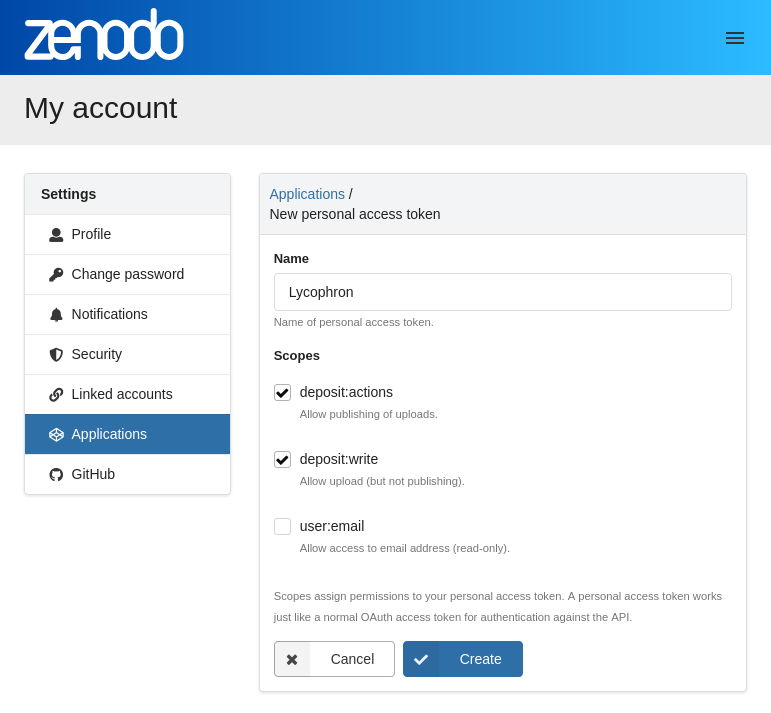 zenodo
My account
Settings
Profile
Change password
Notifications
Security
Linked accounts
Applications
GitHub
Applications /
New personal access token
Name
Lycophron
Name of personal access token.
Scopes
deposit:actions
Allow publishing of uploads.
deposit:write
Allow upload (but not publishing).
user:email
Allow access to email address (read-only).
Scopes assign permissions to your personal access token. A personal access token works
just like a normal OAuth access token for authentication against the API.
Cancel
Create